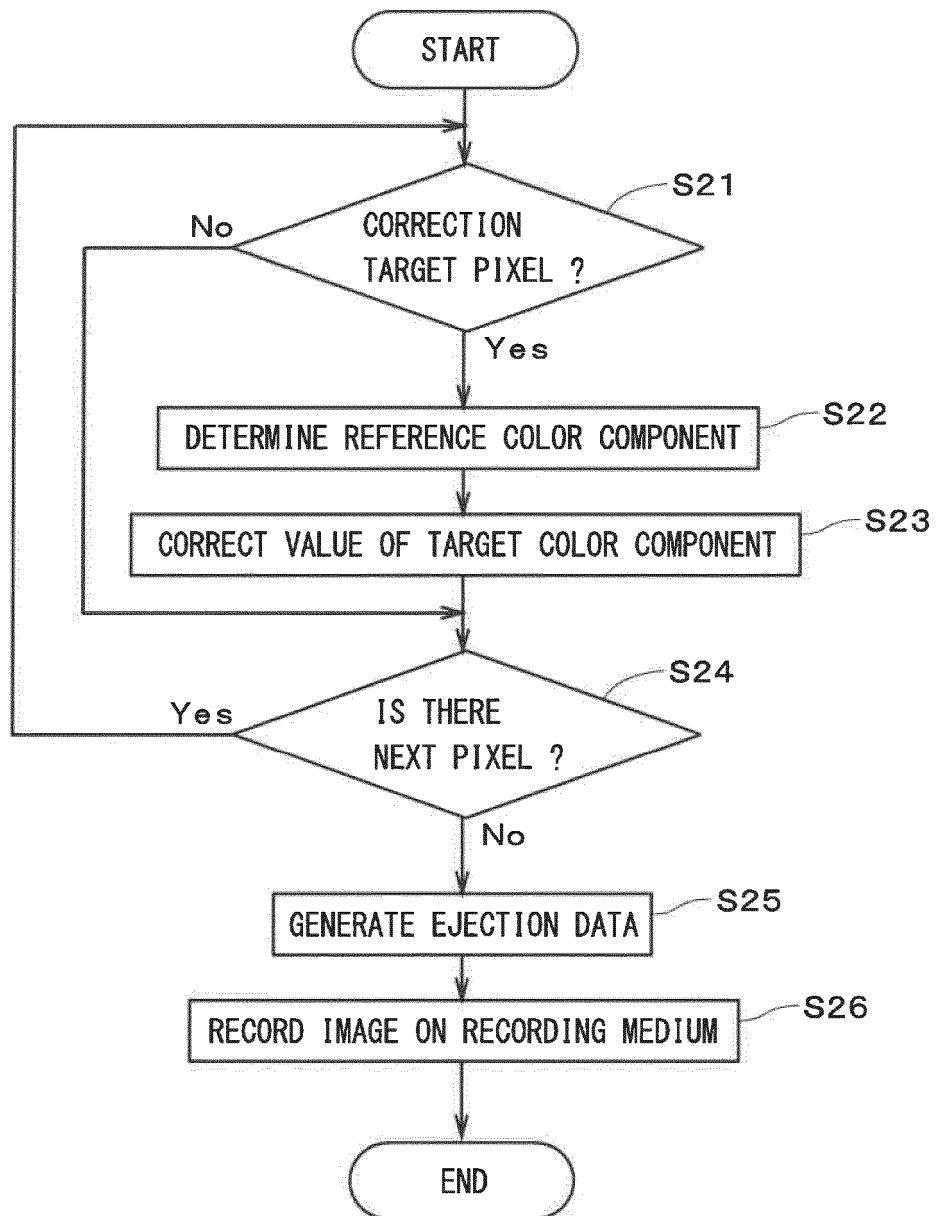 START
S21
No
CORRECTION
TARGET PIXEL ?
Yes
S22
DETERMINE REFERENCE COLOR COMPONENT
S23
CORRECT VALUE OF TARGET COLOR COMPONENT
S24
Yes
IS THERE
NEXT PIXEL ?
No
S25
GENERATE EJECTION DATA
S26
RECORD IMAGE ON RECORDING MEDIUM
END